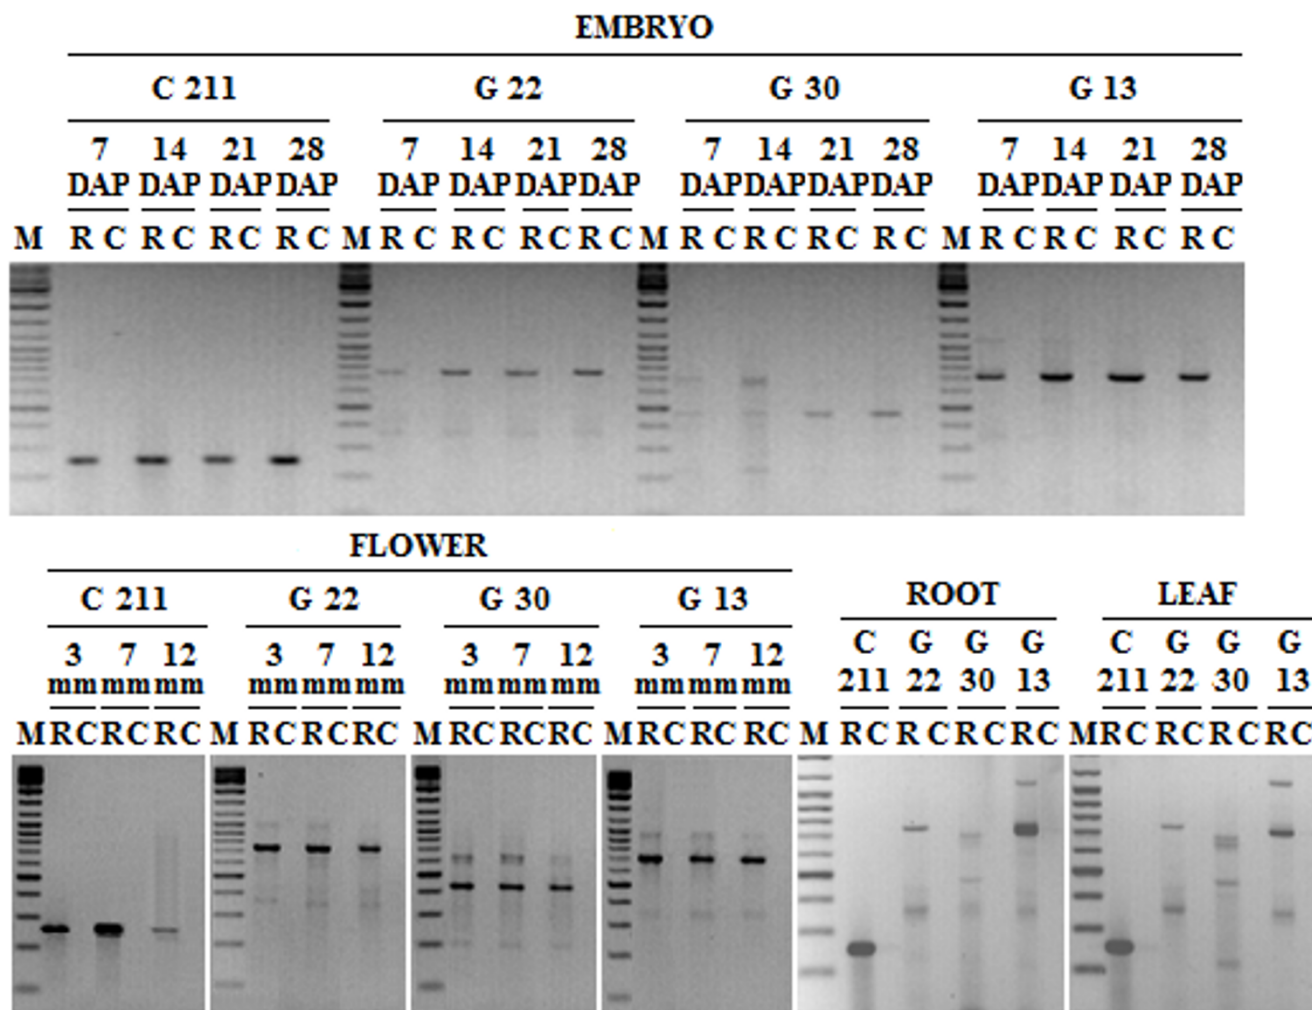 EMBRYO
C 211 G 22 G 30 G 13
7 14 21 28 7 14 21 28 7 14 21 28 7 14 21 28
DAP DAP DAP DAP DAP DAP DAP DAP DAP DAP DAP DAP DAP DAP DAP DAP
M R C R C R C R C M R C R C R C R C M R C R C R C R C M R C R C R C R C
FLOWER
C 211 G 22 G 30 G 13 ROOT LEAF
3 7 12 3 7 12 3 7 12 3 7 12 C G G G C G G G
mm mm mm mm mm mm mm mm mm mm mm mm 211 22 30 13 211 22 30 13
M R C R C R C M R C R C R C M R C R C R C M R C R C R C M R C R C R C R C M R C R C R C R C